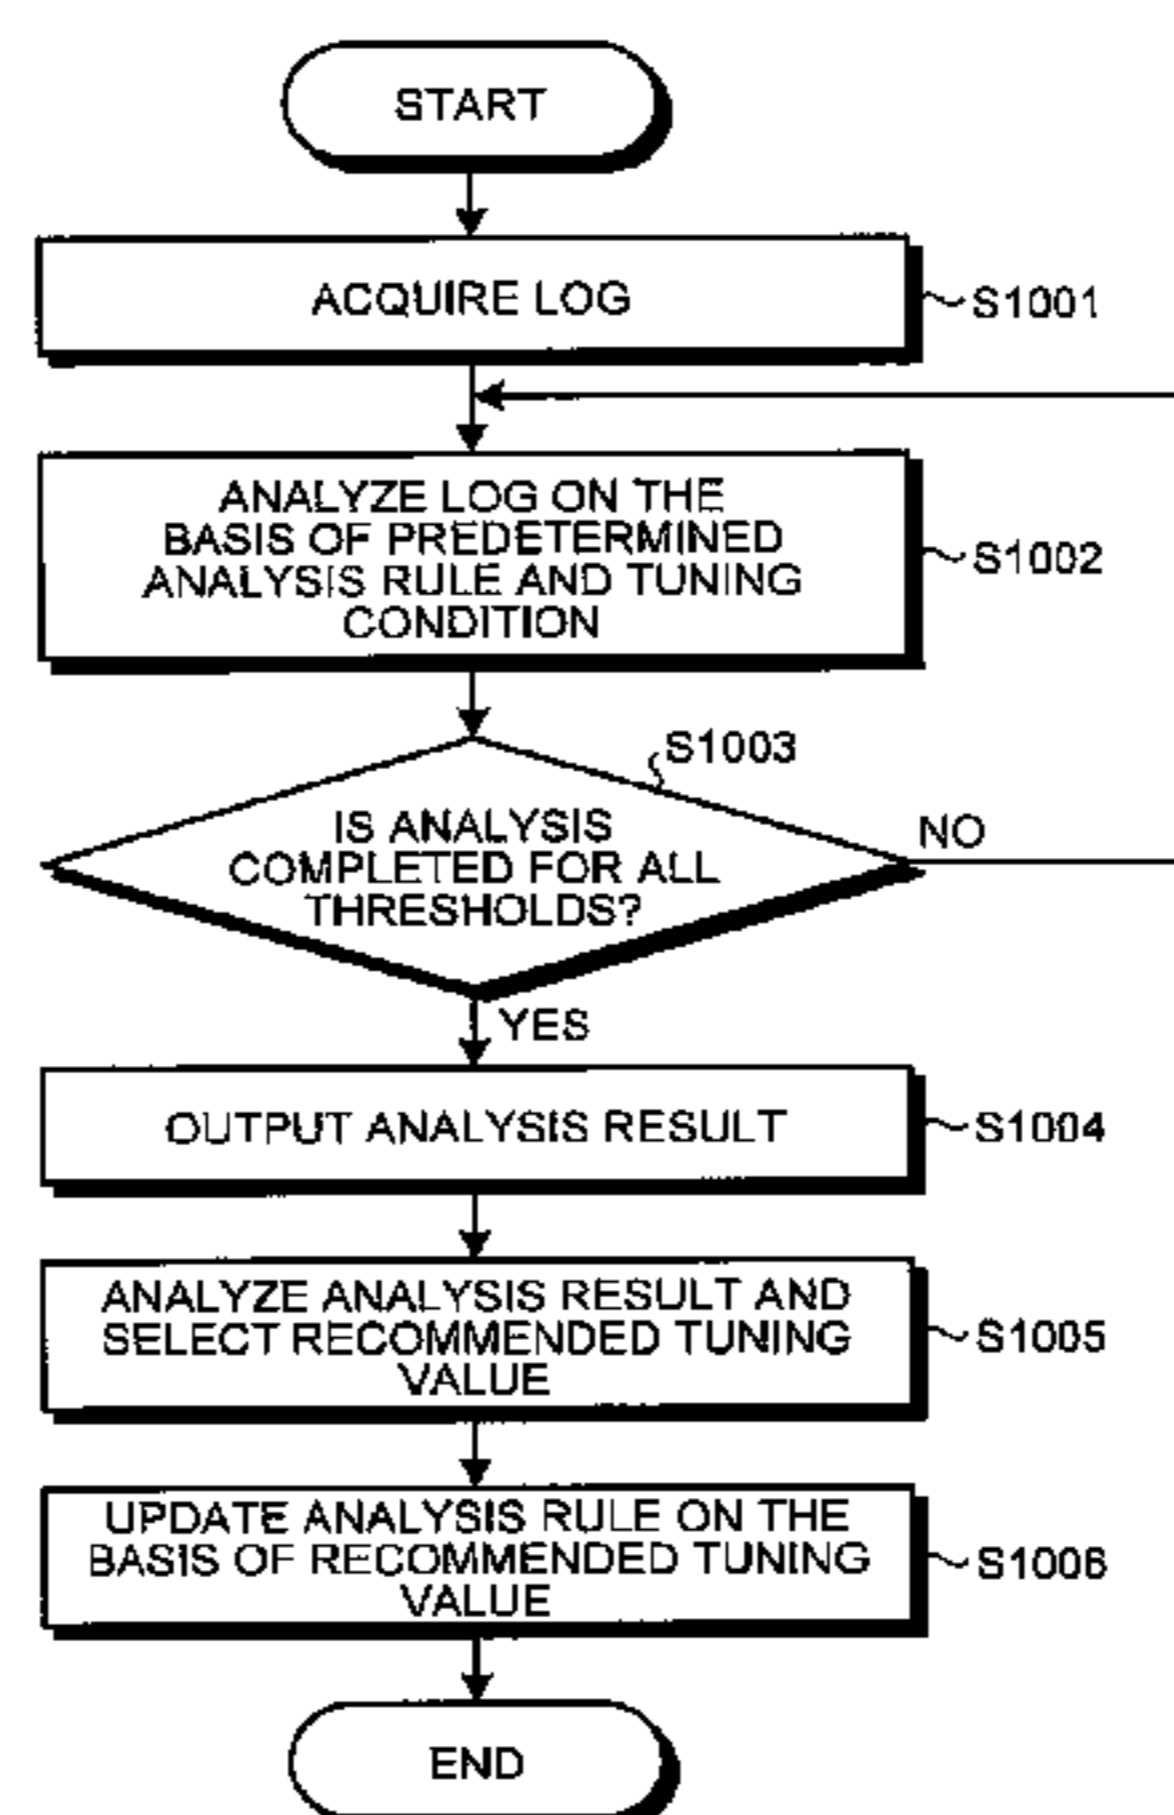 START
ACQUIRE LOG
S1001
ANALYZE LOG ON THE
BASIS OF PREDETERMINED
ANALYSIS RULE AND TUNING
CONDITION
S1002
S1003
IS ANALYSIS
COMPLETED FOR ALL
THRESHOLDS?
NO
YES
OUTPUT ANALYSIS RESULT
S1004
ANALYZE ANALYSIS RESULT AND
SELECT RECOMMENDED TUNING
VALUE
S1005
UPDATE ANALYSIS RULE ON THE
BASIS OF RECOMMENDED TUNING
VALUE
S1006
END